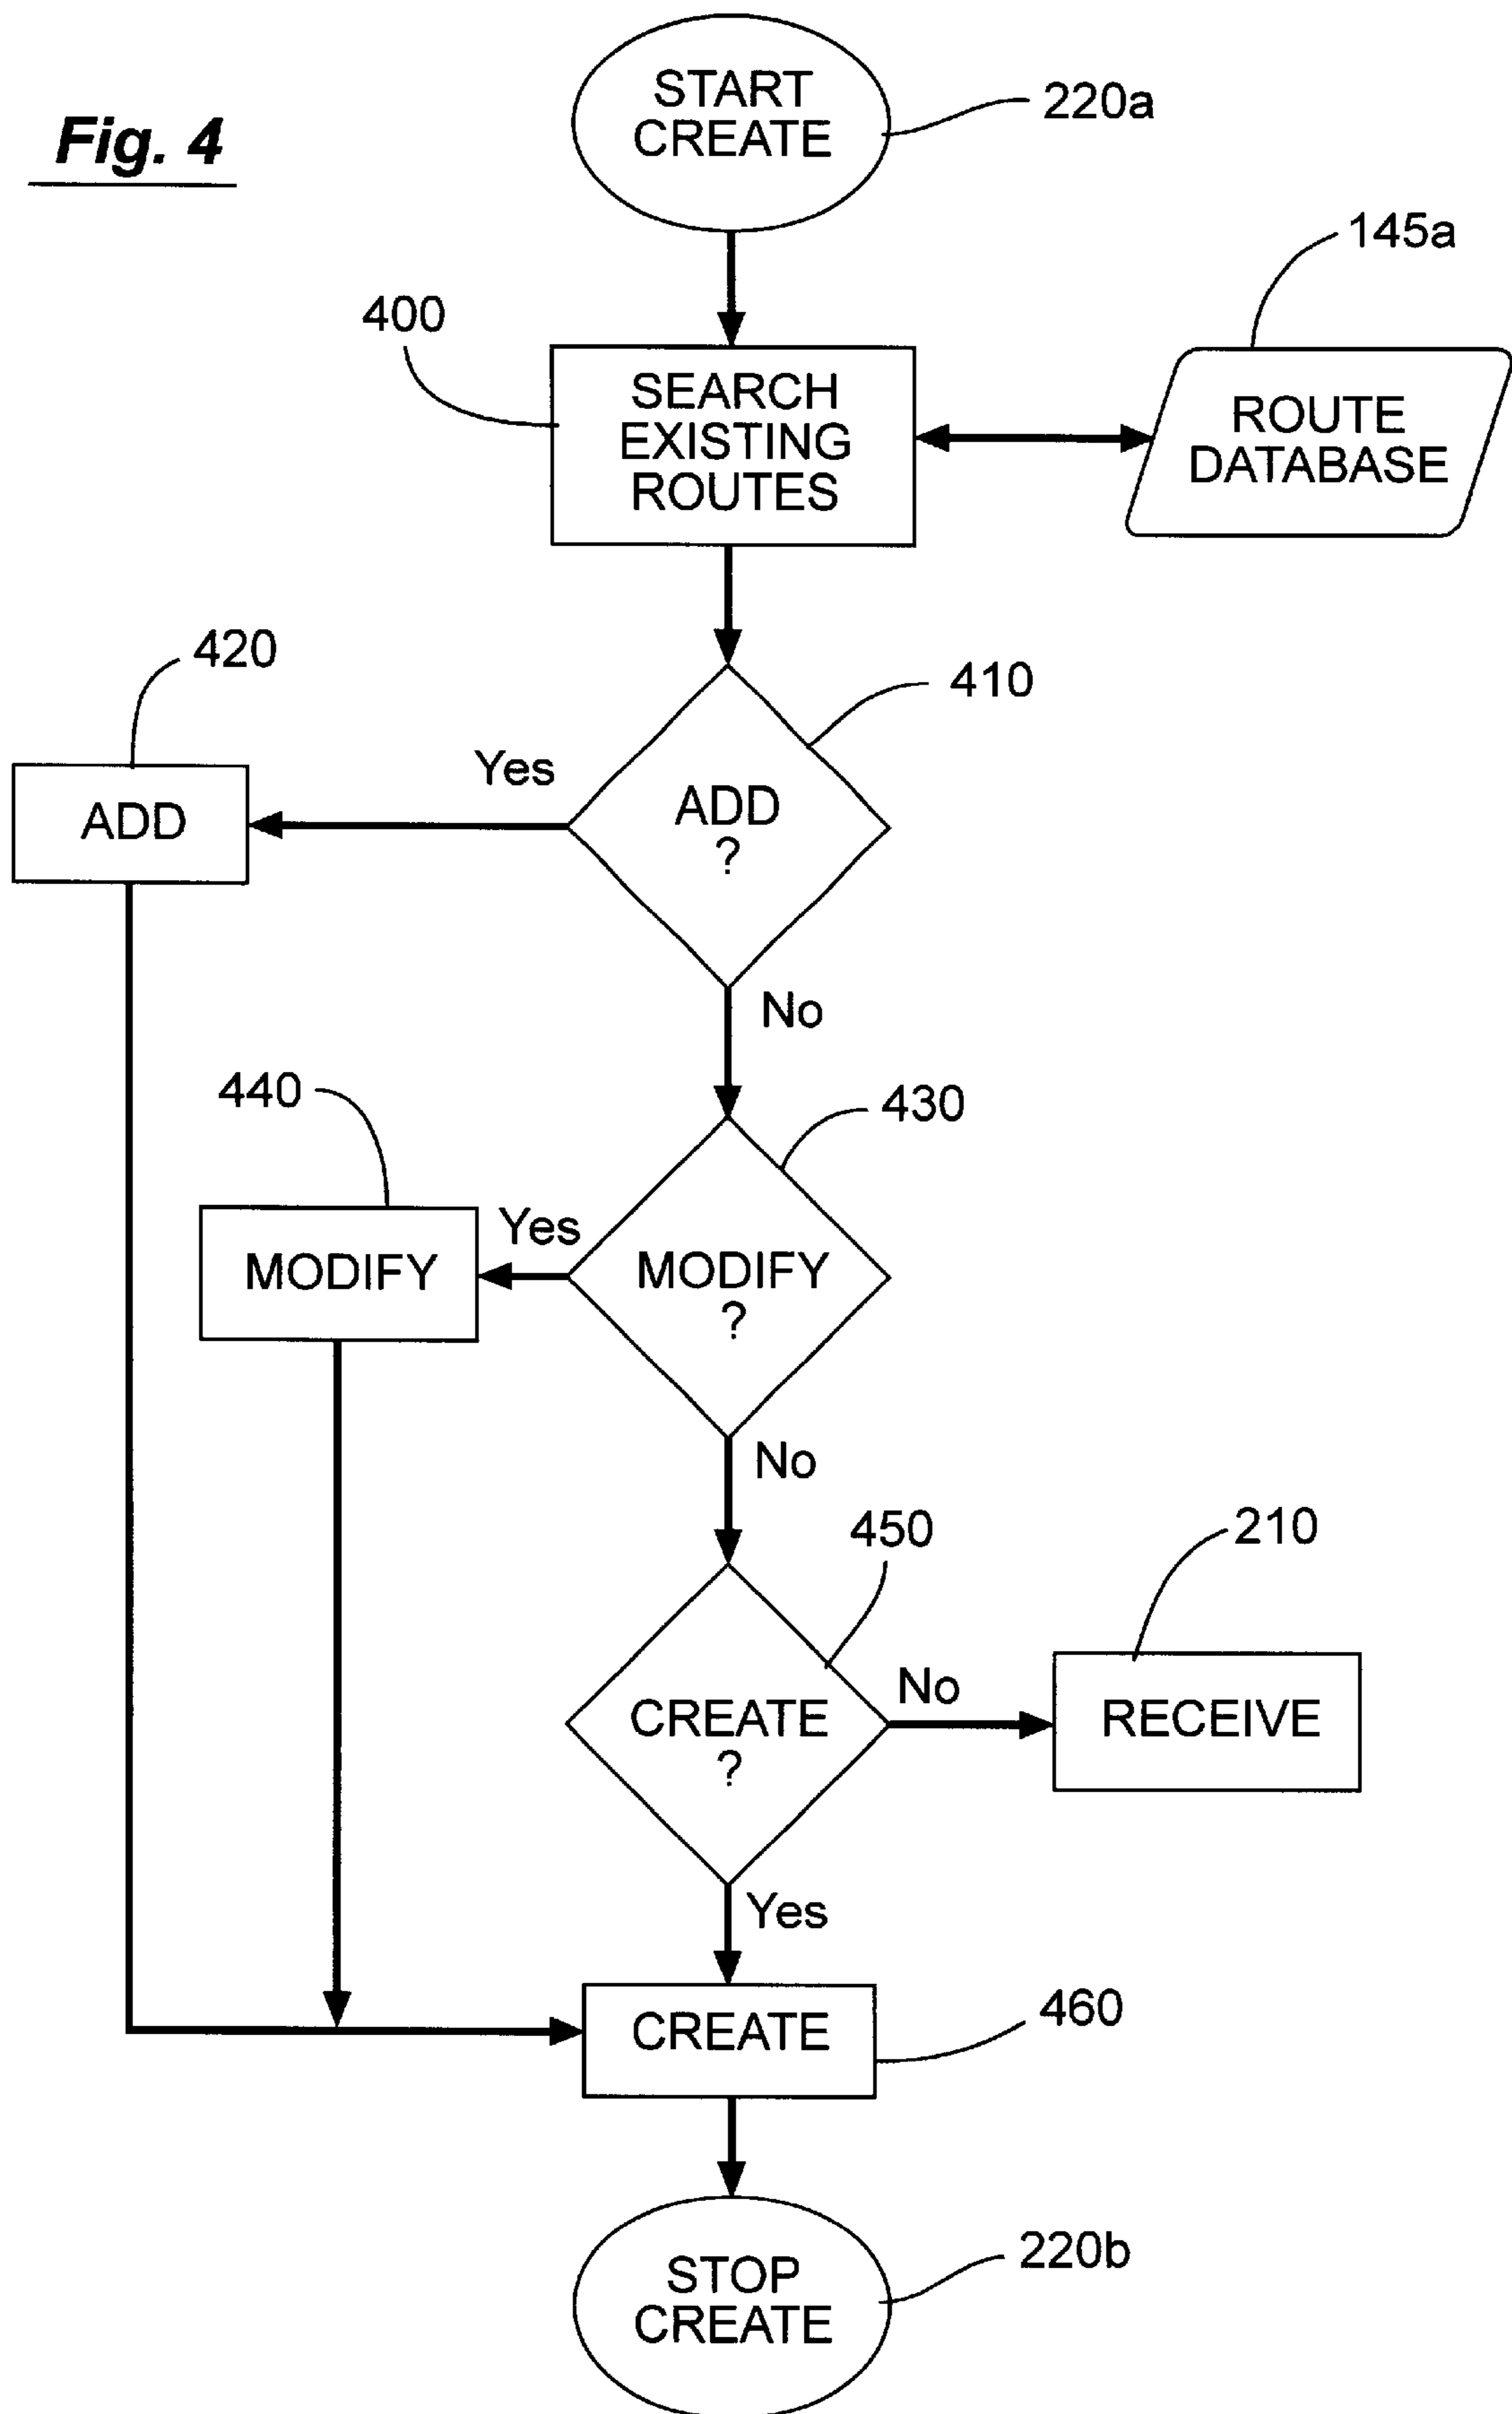 Fig. 4
START
CREATE
220a
145a
400
SEARCH
EXISTING
ROUTES
ROUTE
DATABASE
420
410
Yes
ADD
ADD
?
No
440
430
Yes
MODIFY
MODIFY
?
No
450
210
No
CREATE
?
RECEIVE
Yes
460
CREATE
220b
STOP
CREATE